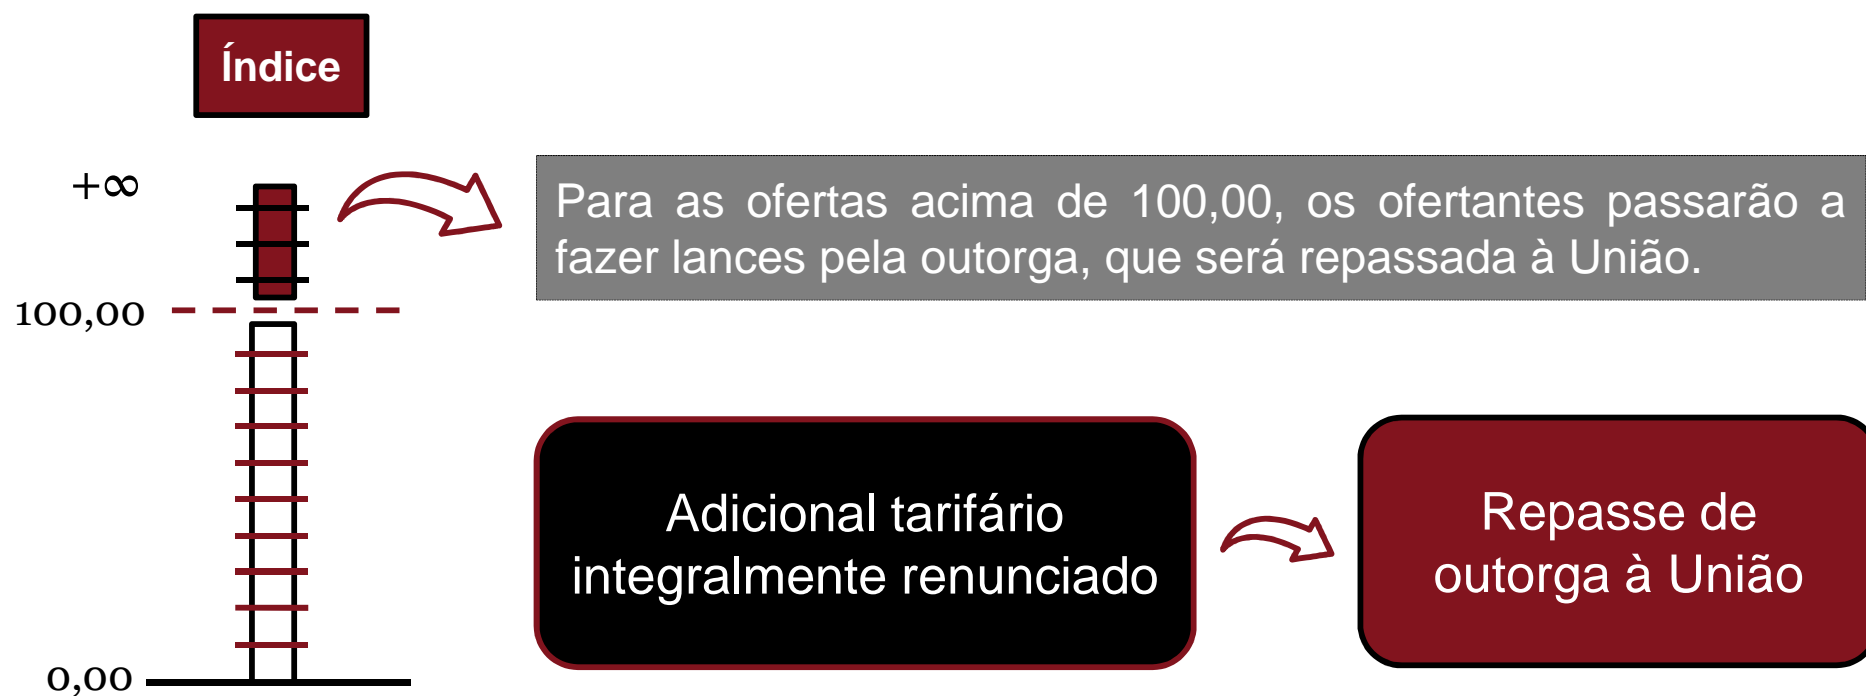 Índice
+∞
Para as ofertas acima de 100,00, os ofertantes passarão a
fazer lances pela outorga, que será repassada à União.
100,00
Adicional tarifário
integralmente renunciado
Repasse de
outorga à União
0,00